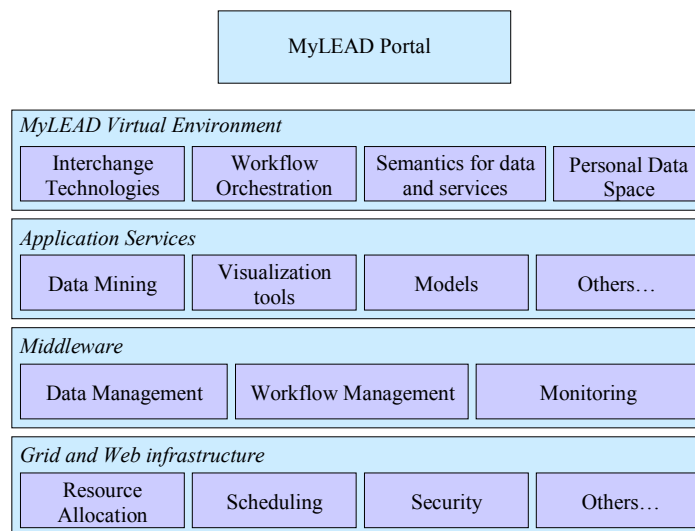 MyLEAD Portal
MyLEAD Virtual Environment
Interchange
Technologies
Workflow
Orchestration
Semantics for data
and services
Personal Data
Space
Application Services
Data Mining
Visualization
tools
Models
Others…
Middleware
Data Management
Workflow Management
Monitoring
Grid and Web infrastructure
Resource
Allocation
Scheduling
Security
Others…